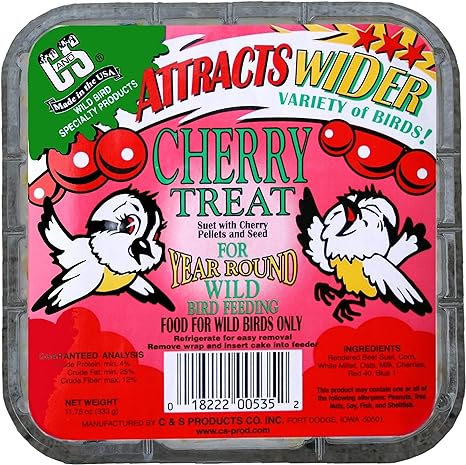 C AND S
Made in the USA
WILD BIRD
SPECIALTY PRODUCTS
ATTRACTS WIDER
VARIETY of BIRDS!
CHERRY
TREAT
Suet with Cherry
Pellets and Seed
FOR
YEAR ROUND
WILD
BIRD FEEDING
FOOD FOR WILD BIRDS ONLY
Refrigerate for easy removal
Remove wrap and insert cake into feeder
GUARANTEED ANALYSIS
Crude Protein: min. 4%
Crude Fat: min. 25%
Crude Fiber: max. 12%
NET WEIGHT
11.75 oz. (333 g)
0 18222 00535 2
INGREDIENTS
Rendered Beef Suet, Corn,
White Millet, Oats, Milk, Cherries,
Red 40, Blue 1
This product may contain one or all of
the following allergens: Peanuts, Tree
Nuts, Soy, Fish, and Shellfish.
MANUFACTURED BY C & S PRODUCTS CO. INC. FORT DODGE, IOWA 50501
www.cs-prod.com